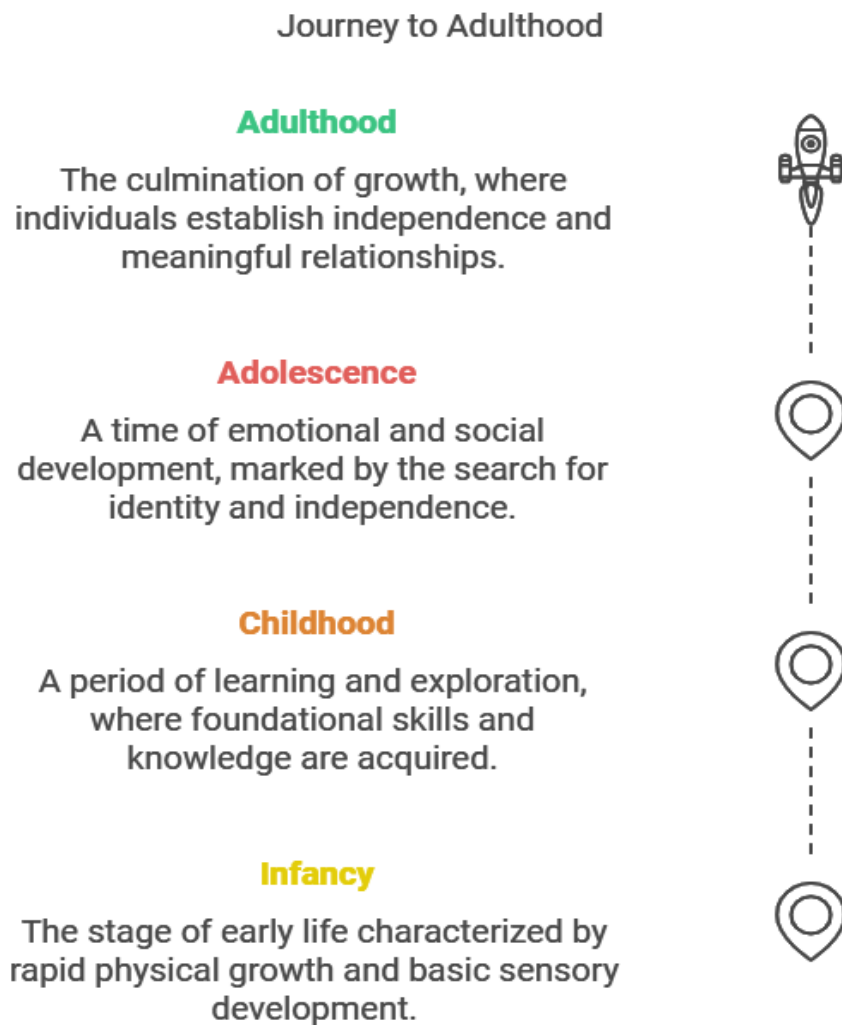 Journey to Adulthood
Adulthood
The culmination of growth, where
individuals establish independence and
meaningful relationships.
Adolescence
A time of emotional and social
development, marked by the search for
identity and independence.
Childhood
A period of learning and exploration,
where foundational skills and
knowledge are acquired.
Infancy
The stage of early life characterized by
rapid physical growth and basic sensory
development.